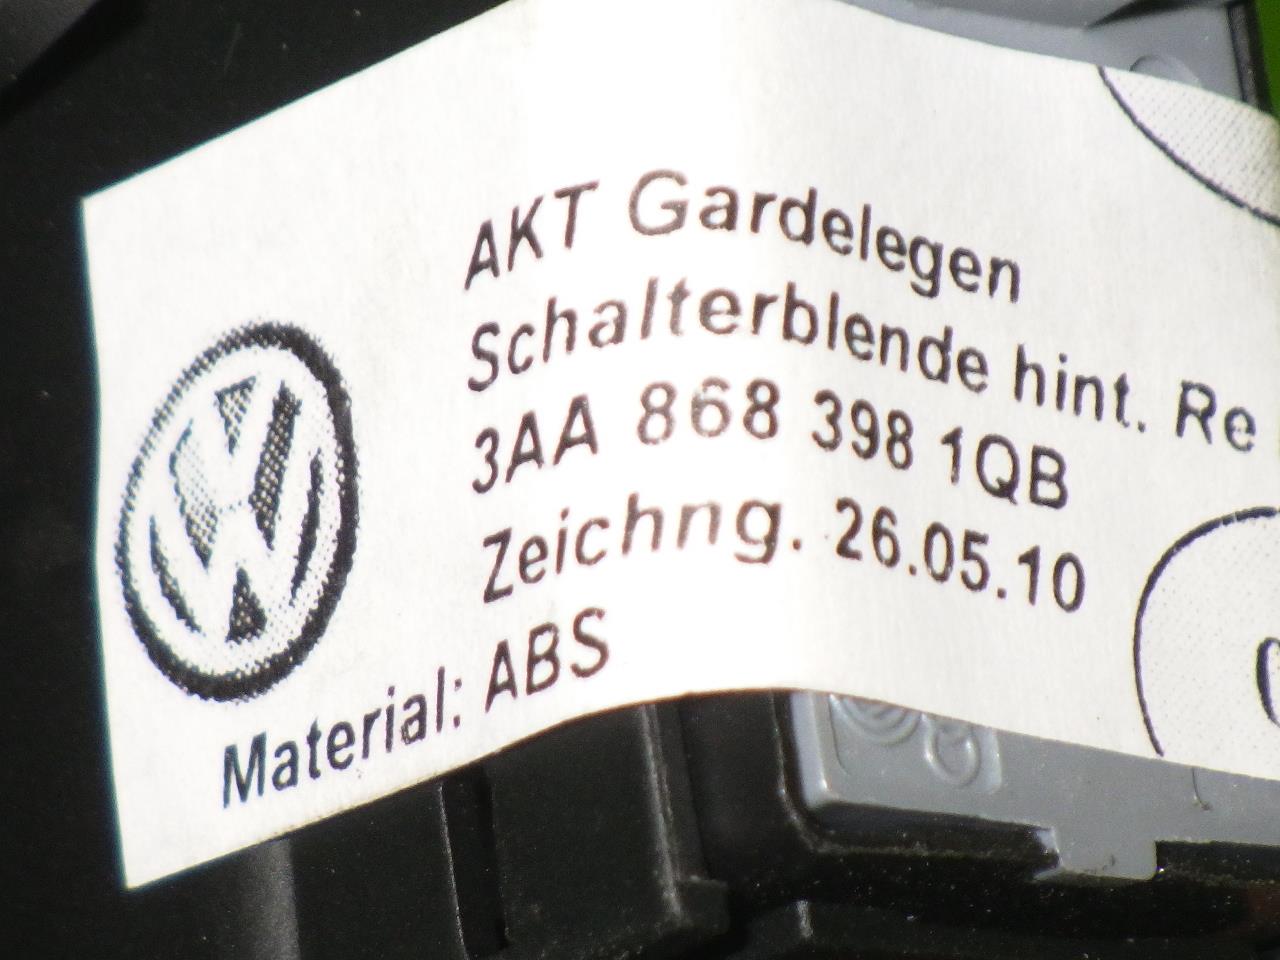 AKT Gardelegen
Schalterblende hint. Re
3AA 868 398 1QB
Zeichng. 26.05.10
Material: ABS